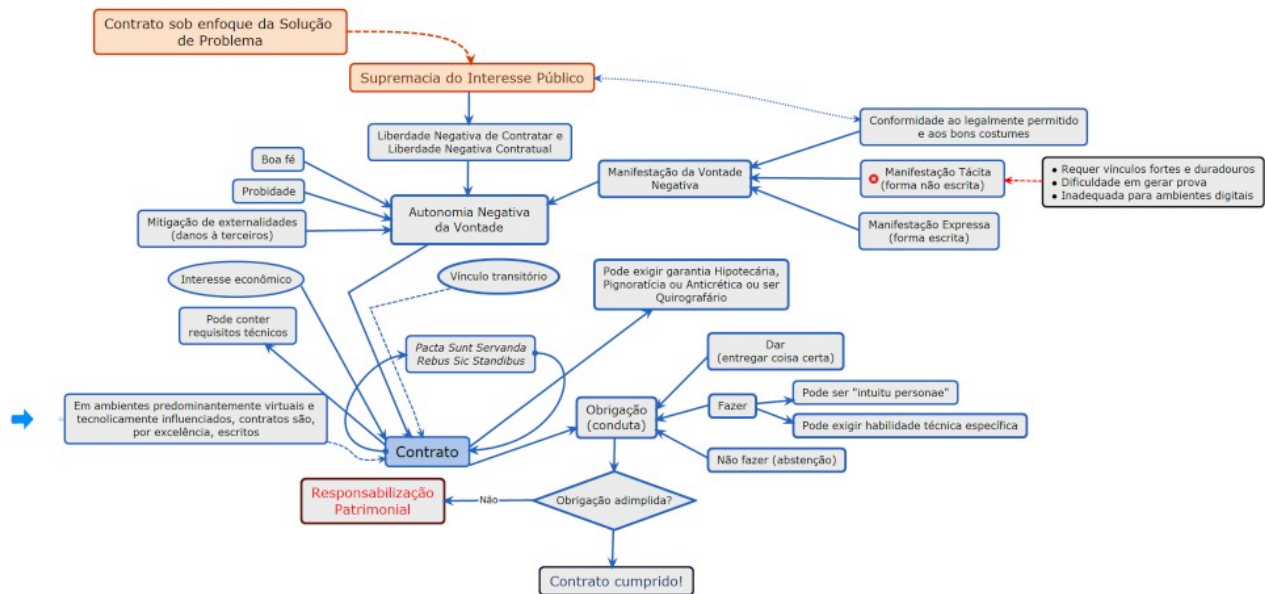 Contrato sob enfoque da Solução
de Problema
Supremacia do Interesse Público
Liberdade Negativa de Contratar e
Liberdade Negativa Contratual
Conformidade ao legalmente permitido
e aos bons costumes
Boa fé
Probidade
Mitigação de externalidades
(danos à terceiros)
Autonomia Negativa
da Vontade
Manifestação da Vontade
Negativa
Manifestação Tácita
(forma não escrita)
• Requer vínculos fortes e duradouros
• Dificuldade em gerar prova
• Inadequada para ambientes digitais
Manifestação Expressa
(forma escrita)
Interesse econômico
Vínculo transitório
Pode exigir garantia Hipotecária,
Pignoratícia ou Anticrética ou ser
Quirografário
Pode conter
requisitos técnicos
Pacta Sunt Servanda
Rebus Sic Standibus
Dar
(entregar coisa certa)
Em ambientes predominantemente virtuais e
tecnolicamente influenciados, contratos são,
por excelência, escritos
Contrato
Obrigação
(conduta)
Fazer
Pode ser "intuitu personae"
Pode exigir habilidade técnica específica
Não fazer (abstenção)
Responsabilização
Patrimonial
Não
Obrigação adimplida?
Contrato cumprido!